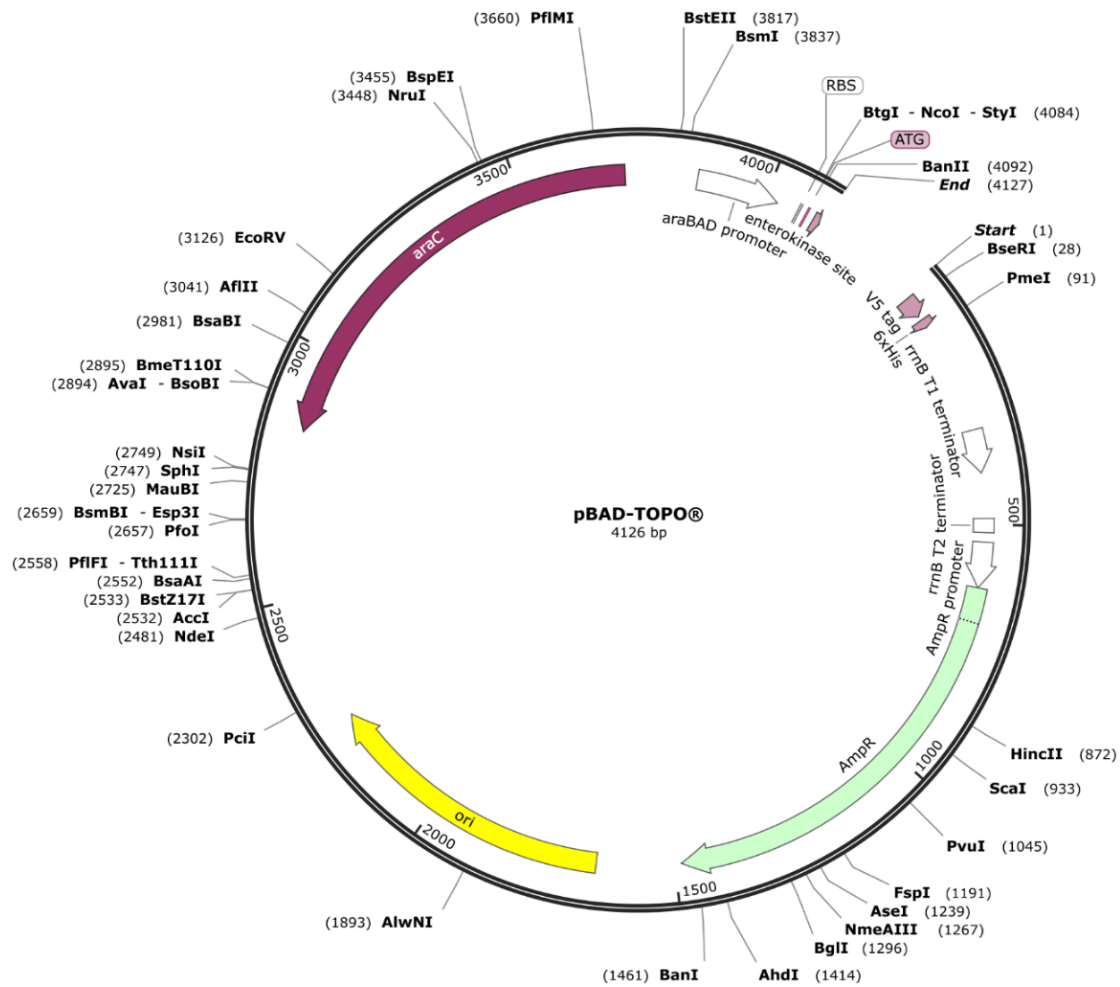 (3660) PflMI
BstEII (3817)
BsmI (3837)
(3455) BspEI
(3448) NruI
RBS
BtgI - NcoI - StyI (4084)
ATG
BanII (4092)
End (4127)
Start (1)
BseRI (28)
PmeI (91)
3500
4000
araC
araBAD promoter
enterokinase site
V5 tag
6xHis
rrnB T1 terminator
rrnB T2 terminator
AmpR promoter
(3126) EcoRV
(3041) AflII
(2981) BsaBI
3000
(2895) BmeT110I
(2894) AvaI - BsoBI
(2749) NsiI
(2747) SphI
(2725) MauBI
(2659) BsmBI - Esp3I
(2657) PfoI
(2558) PflFI - Tth111I
(2552) BsaAI
(2533) BstZ17I
(2532) AccI
(2481) NdeI
2500
pBAD-TOPO®
4126 bp
500
(2302) PciI
ori
2000
AmpR
1000
HincII (872)
ScaI (933)
PvuI (1045)
FspI (1191)
AseI (1239)
NmeAIII (1267)
BglI (1296)
1500
(1893) AlwNI
(1461) BanI
AhdI (1414)